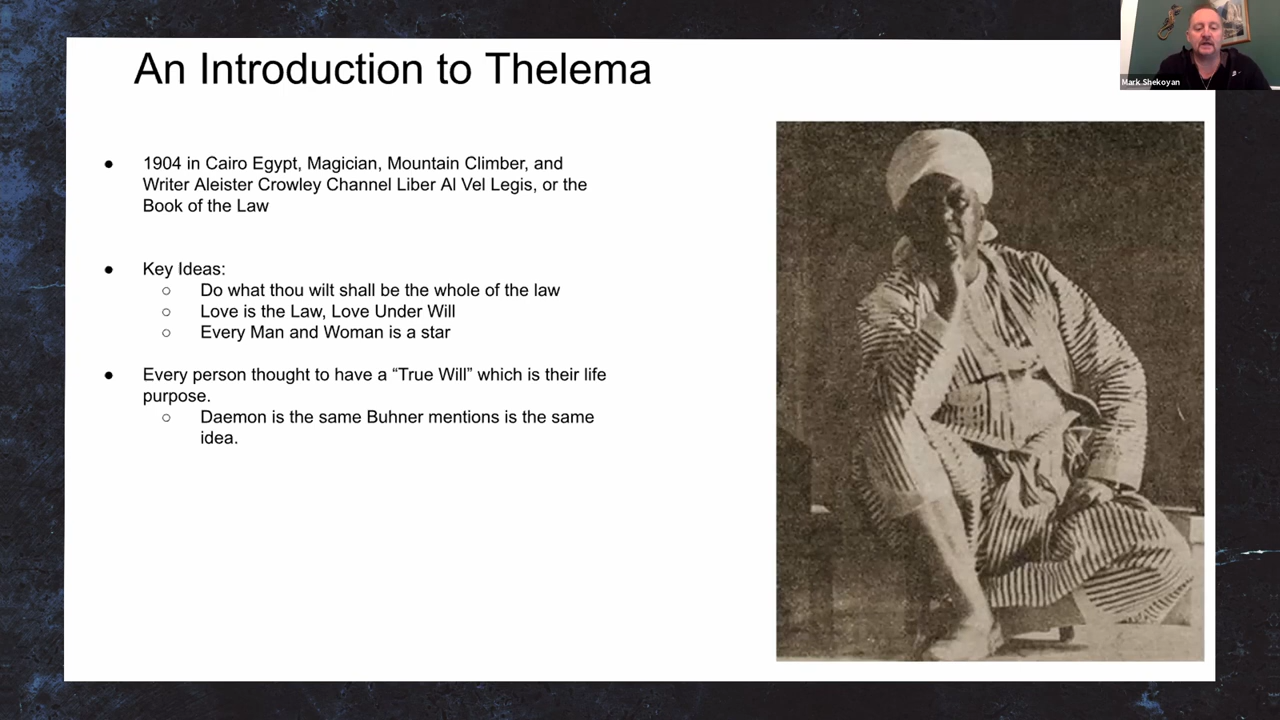 An Introduction to Thelema
Mark Shekoyan
● 1904 in Cairo Egypt, Magician, Mountain Climber, and
Writer Aleister Crowley Channel Liber Al Vel Legis, or the
Book of the Law
● Key Ideas:
○ Do what thou wilt shall be the whole of the law
○ Love is the Law, Love Under Will
○ Every Man and Woman is a star
● Every person thought to have a “True Will” which is their life
purpose.
○ Daemon is the same Buhner mentions is the same
idea.